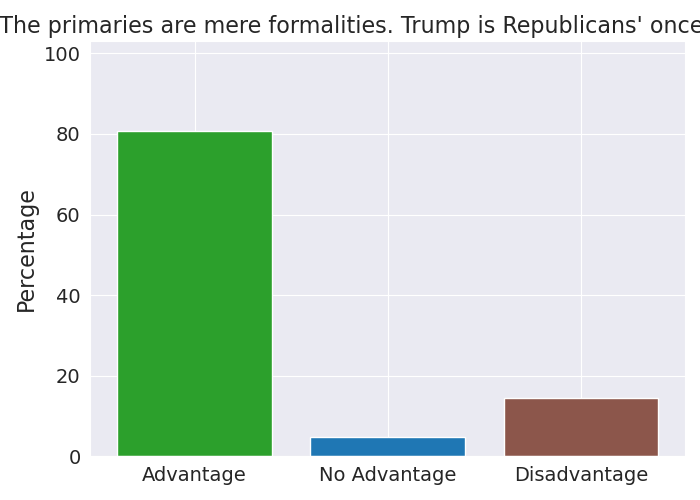 The primaries are mere formalities. Trump is Republicans' once
100
80
60
40
20
0
Percentage
Advantage
No Advantage
Disadvantage